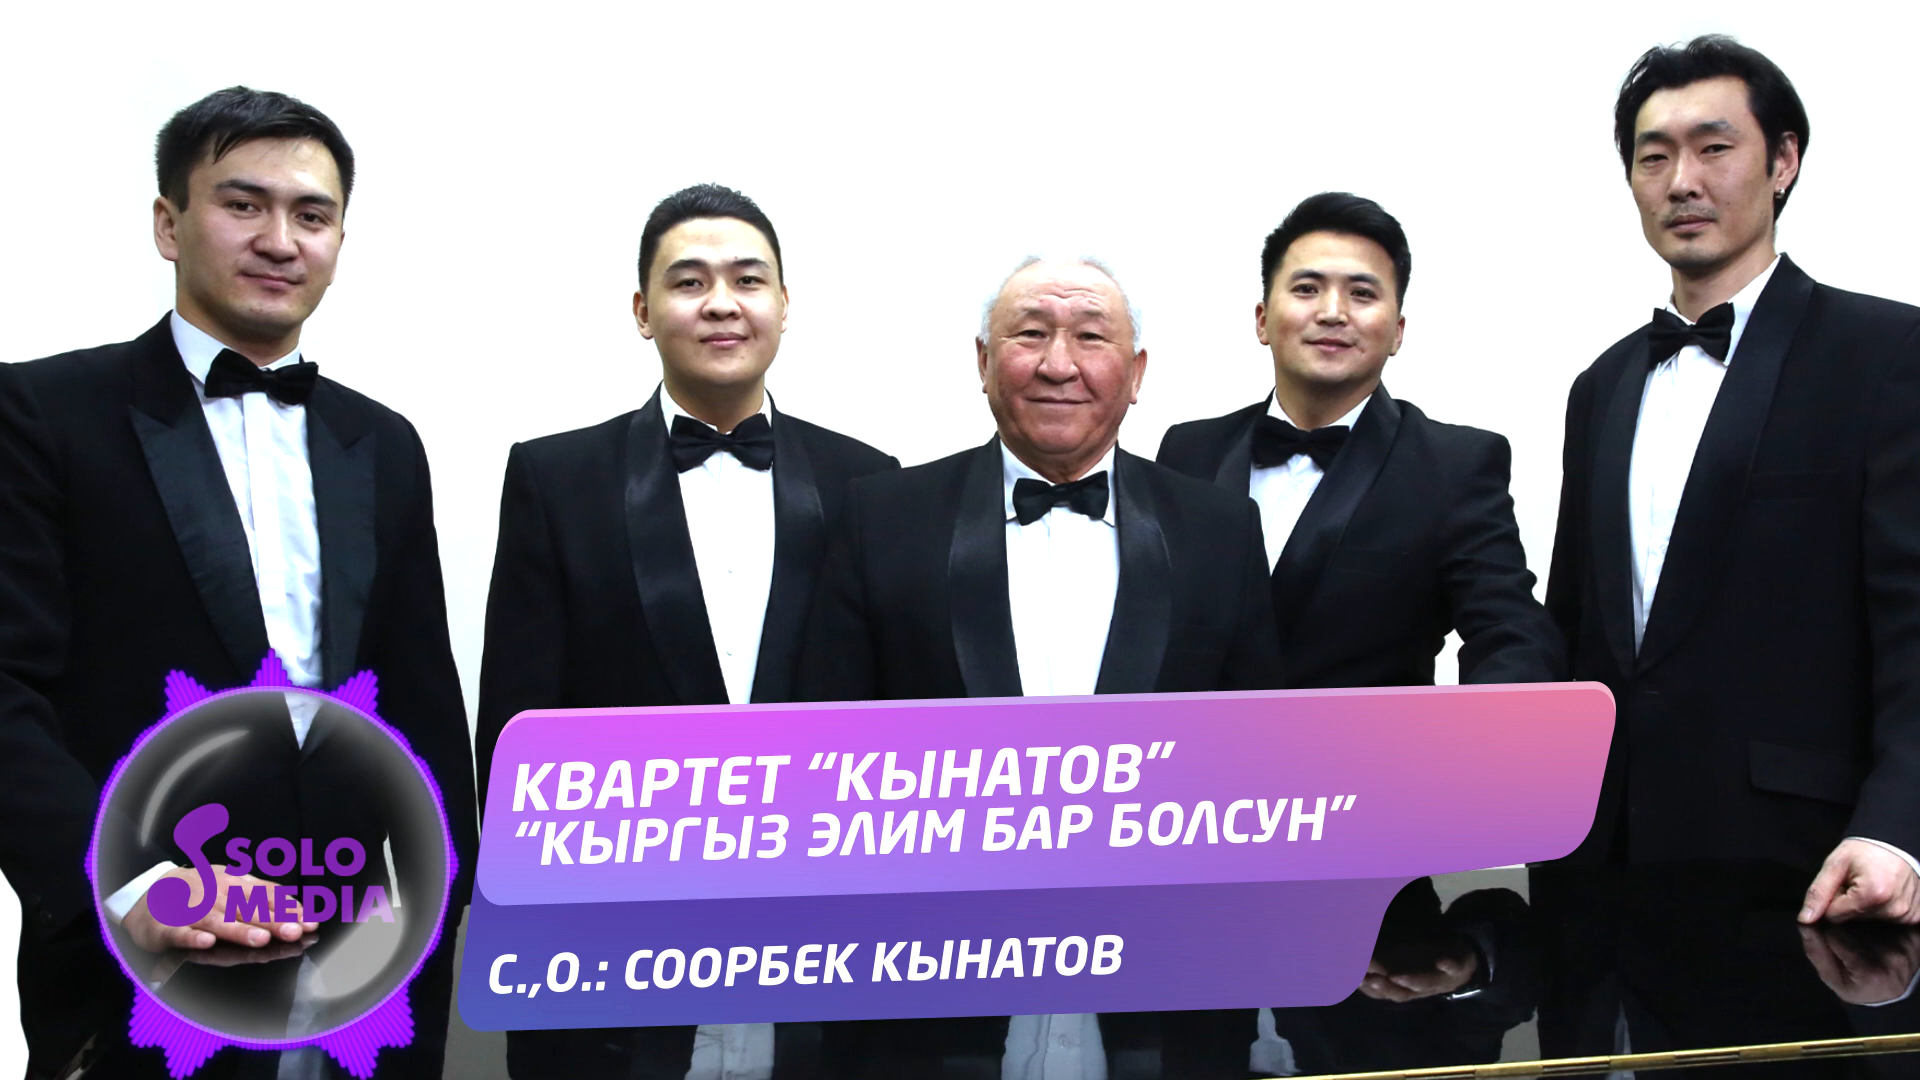 КВАРТЕТ “КЫНАТОВ”
“КЫРГЫЗ ЭЛИМ БАР БОЛСУН”
С.,О.: СООРБЕК КЫНАТОВ
SOLO
MEDIA